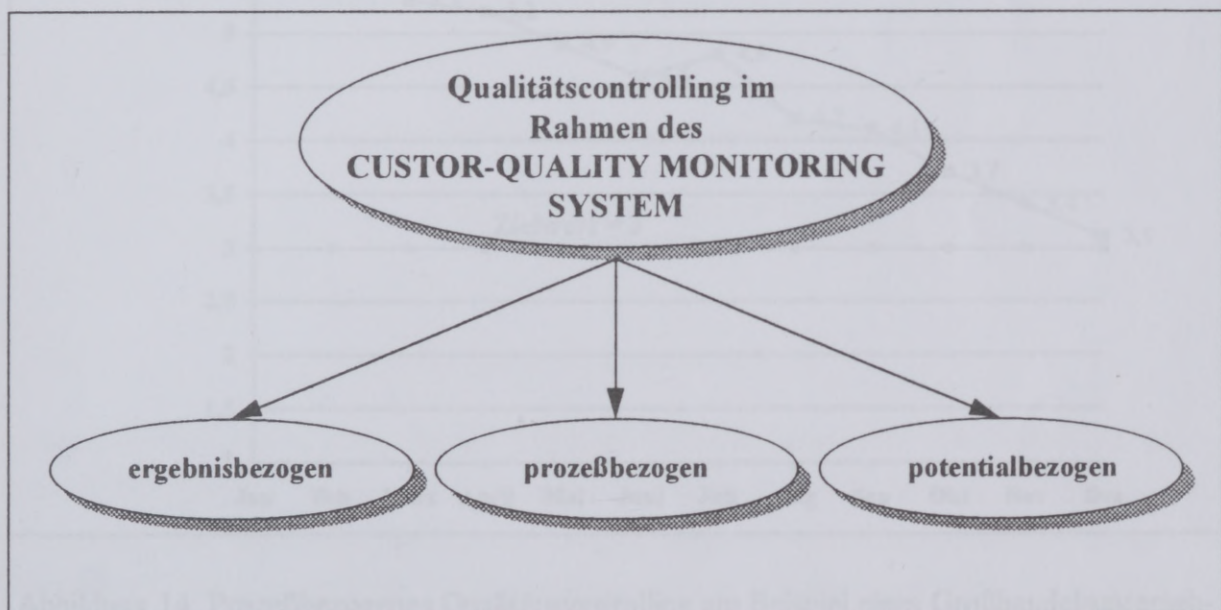 Qualitätscontrolling im
Rahmen des
CUSTOR-QUALITY MONITORING
SYSTEM
ergebnisbezogen
prozeßbezogen
potentialbezogen